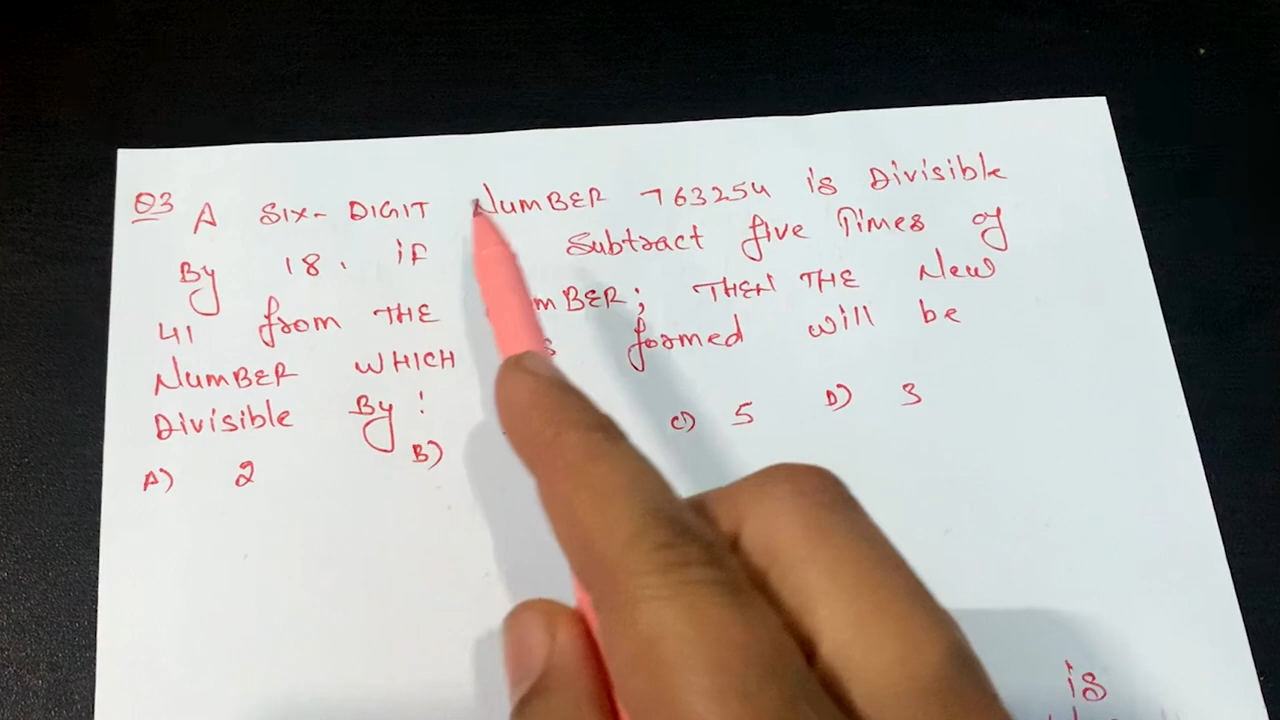 Q3 A SIX-DIGIT NUMBER 763254 is Divisible
By 18. iF Subtract five Times of
41 from THE MBER; THEN THE New
NUMBER WHICH formed will be
Divisible By :
A) 2 B) C) 5 D) 3
is